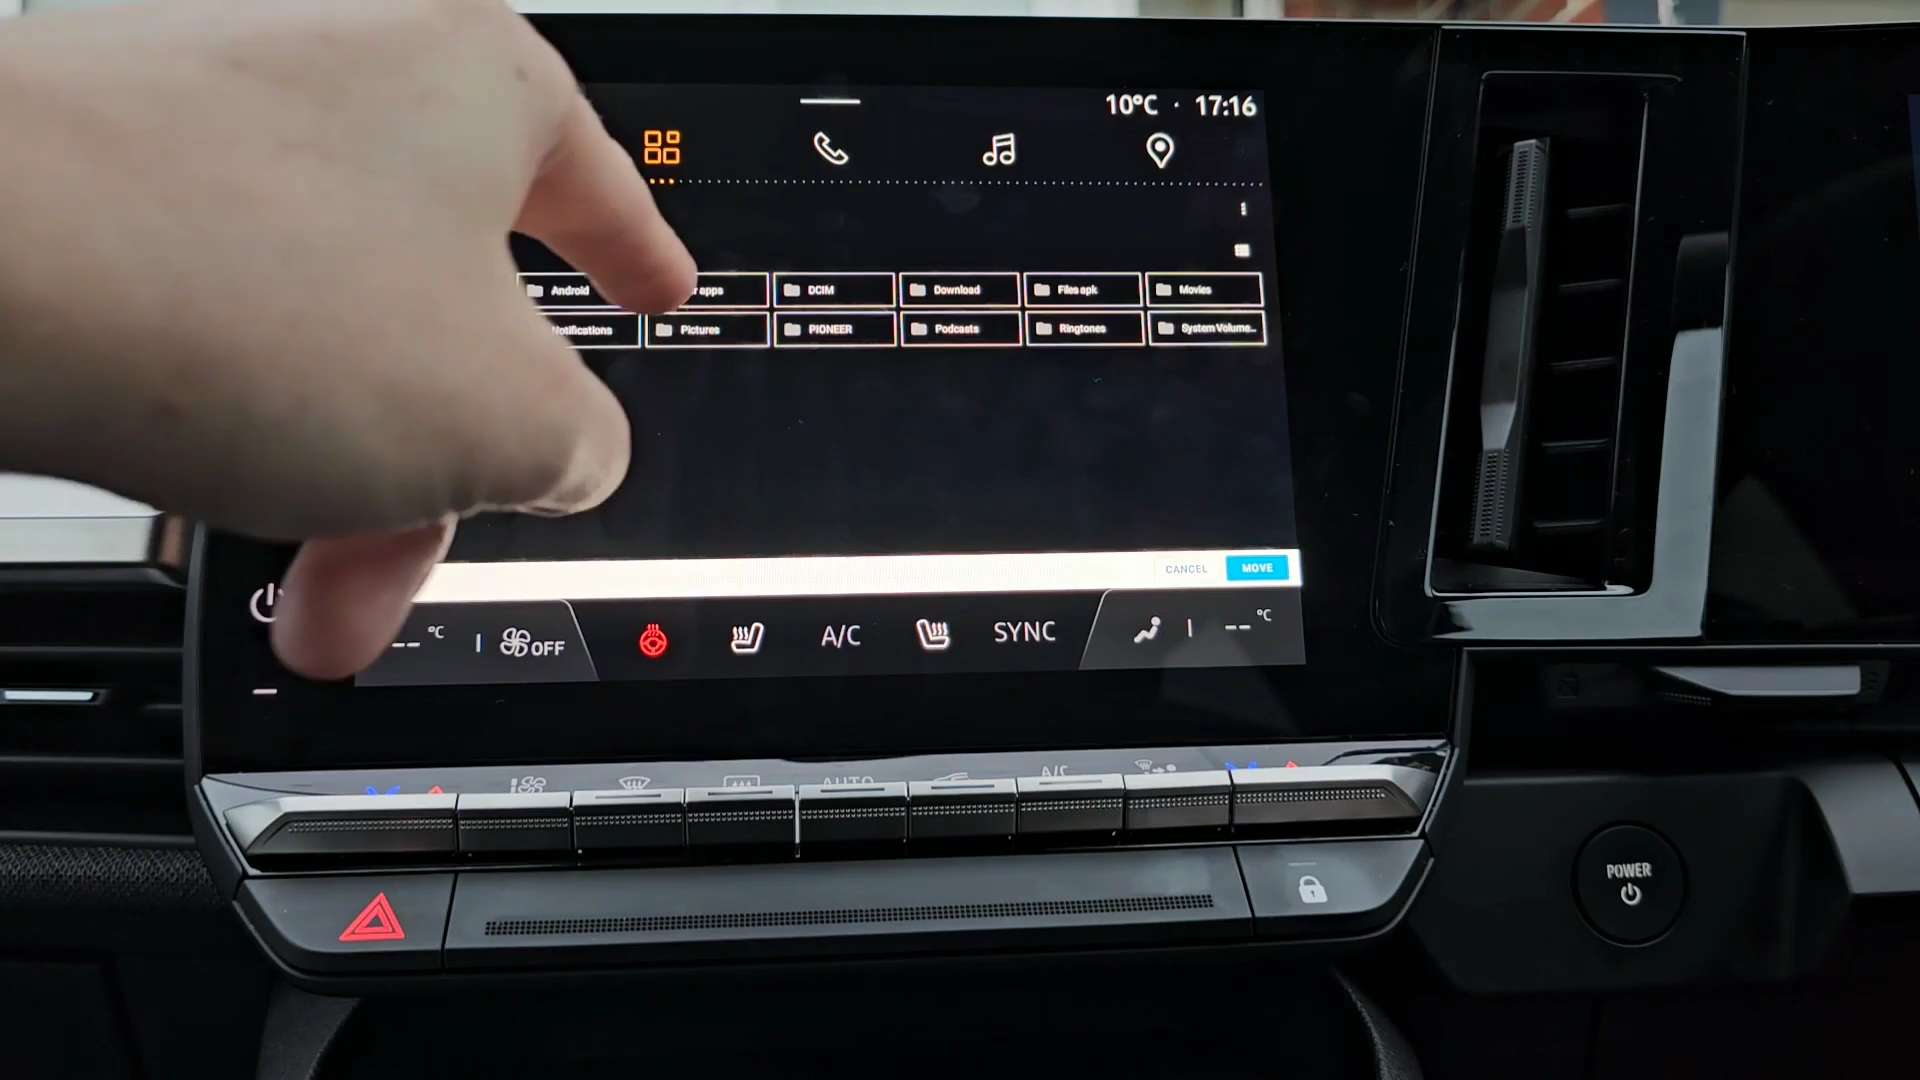 10°C · 17:16
Android
r apps
DCIM
Download
Files apk
Movies
Notifications
Pictures
PIONEER
Podcasts
Ringtones
System Volume...
CANCEL
MOVE
-- °C
OFF
A/C
SYNC
-- °C
AUTO
A/C
POWER